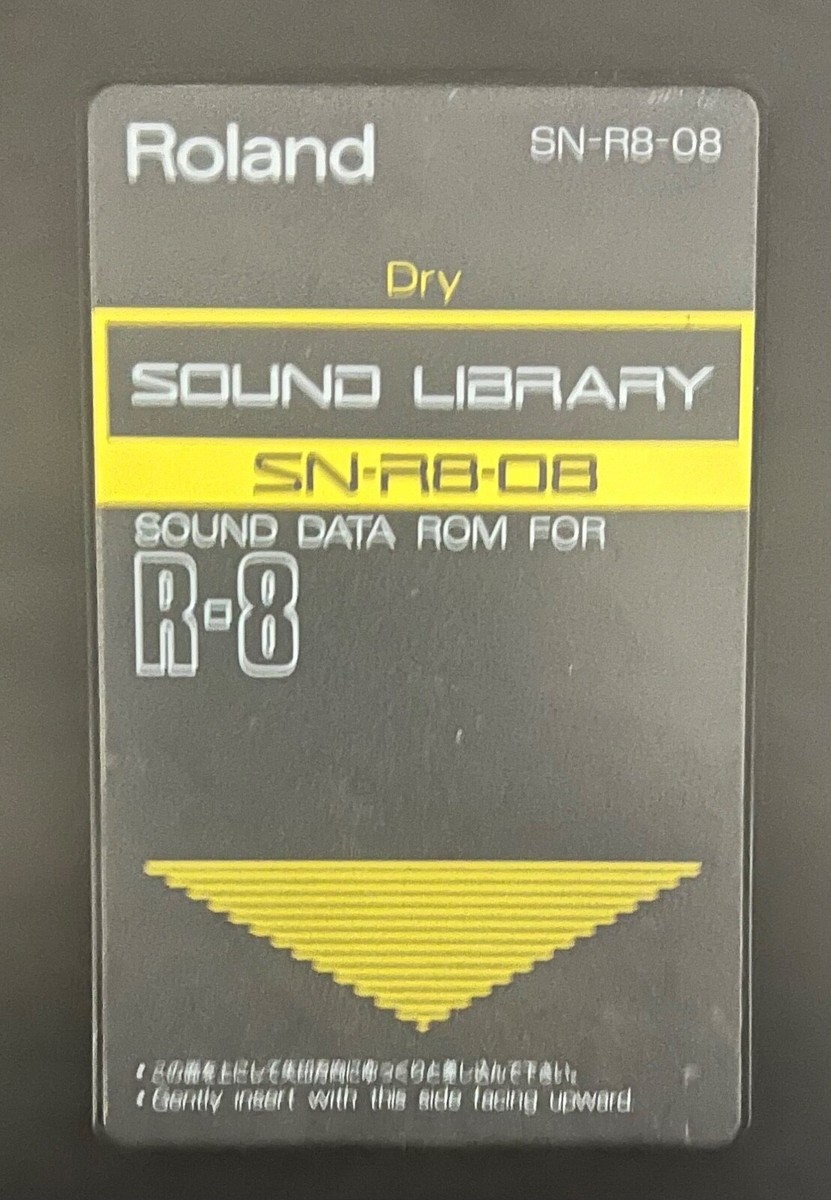 Roland
SN-R8-08
Dry
SOUND LIBRARY
SN-R8-08
SOUND DATA ROM FOR
R-8
Gently insert with this side facing upward.